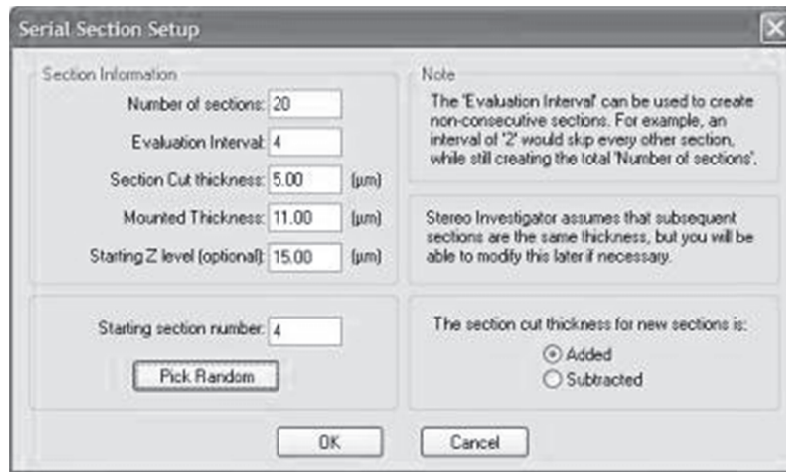 Serial Section Setup
Section Information
Number of sections: 20
Evaluation Interval: 4
Section Cut thickness: 5.00 (µm)
Mounted Thickness: 11.00 (µm)
Starting Z level (optional): 15.00 (µm)
Starting section number: 4
Pick Random
Note
The 'Evaluation Interval' can be used to create
non-consecutive sections. For example, an
interval of '2' would skip every other section,
while still creating the total 'Number of sections'.
Stereo Investigator assumes that subsequent
sections are the same thickness, but you will be
able to modify this later if necessary.
The section cut thickness for new sections is:
Added
Subtracted
OK
Cancel